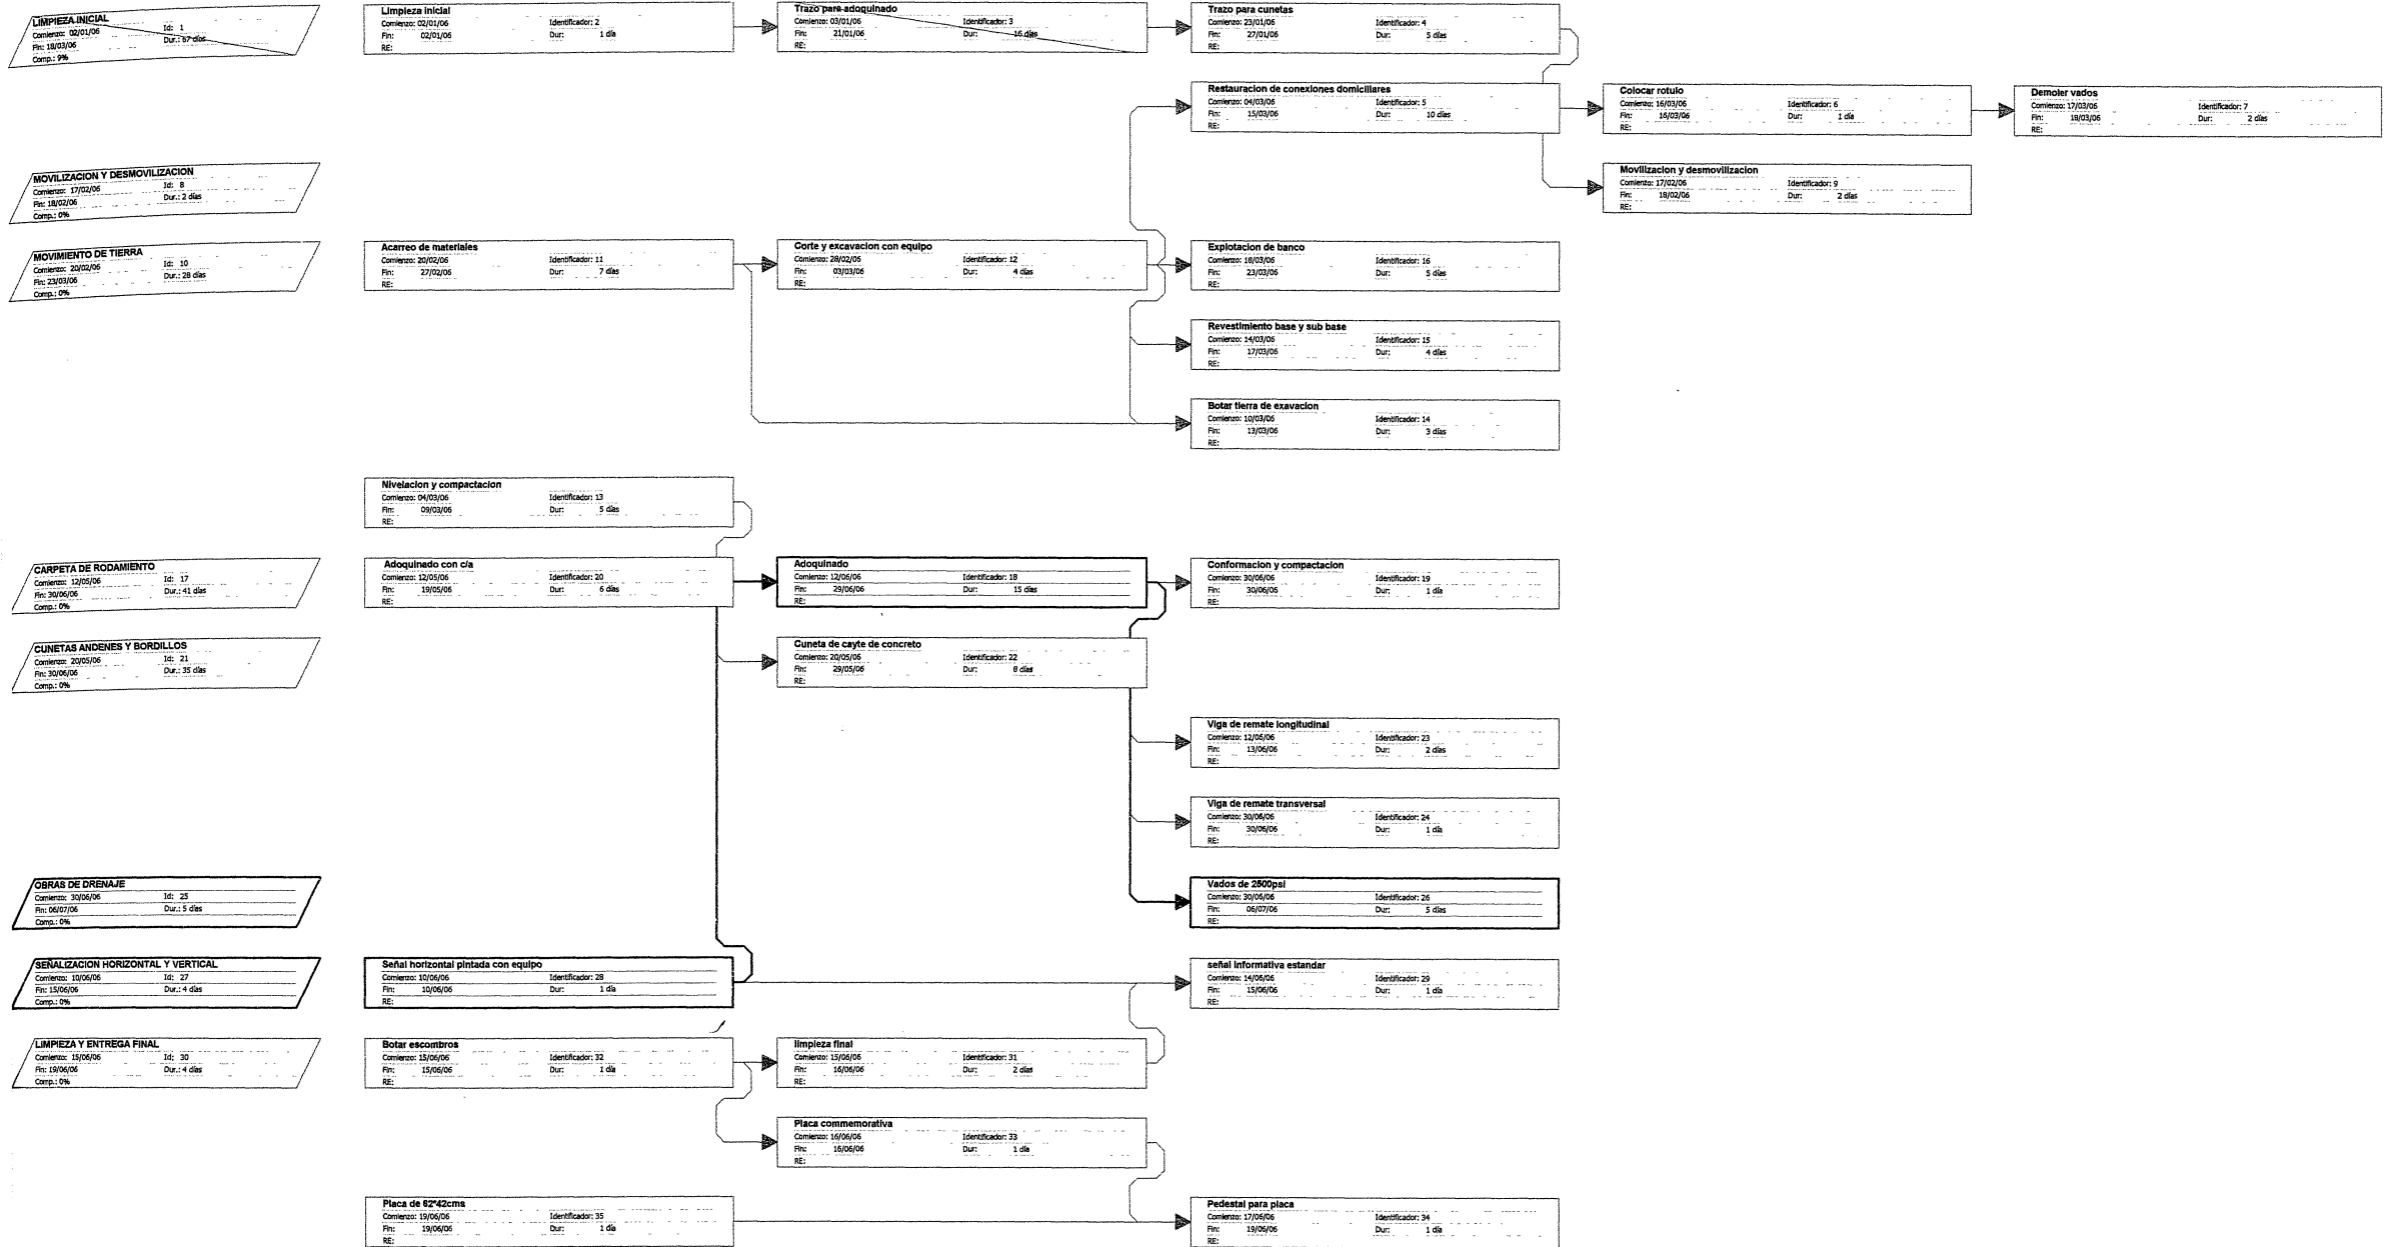 LIMPIEZA INICIAL
Comienzo: 02/01/06 Id: 1
Fin: 18/03/06 Dur.: 67 días
Comp.: 9%
Limpieza inicial
Comienzo: 02/01/06 Identificador: 2
Fin: 02/01/06 Dur: 1 día
RE:
Trazo para adoquinado
Comienzo: 03/01/06 Identificador: 3
Fin: 21/01/06 Dur: 16 días
RE:
Trazo para cunetas
Comienzo: 23/01/06 Identificador: 4
Fin: 27/01/06 Dur: 5 días
RE:
Restauracion de conexiones domiciliares
Comienzo: 04/03/06 Identificador: 5
Fin: 15/03/06 Dur: 10 días
RE:
Colocar rotulo
Comienzo: 16/03/06 Identificador: 6
Fin: 16/03/06 Dur: 1 día
RE:
Demoler vados
Comienzo: 17/03/06 Identificador: 7
Fin: 18/03/06 Dur: 2 días
RE:
MOVILIZACION Y DESMOVILIZACION
Comienzo: 17/02/06 Id: 8
Fin: 18/02/06 Dur.: 2 días
Comp.: 0%
Movilizacion y desmovilizacion
Comienzo: 17/02/06 Identificador: 9
Fin: 18/02/06 Dur: 2 días
RE:
MOVIMIENTO DE TIERRA
Comienzo: 20/02/06 Id: 10
Fin: 23/03/06 Dur.: 28 días
Comp.: 0%
Acarreo de materiales
Comienzo: 20/02/06 Identificador: 11
Fin: 27/02/06 Dur: 7 días
RE:
Corte y excavacion con equipo
Comienzo: 28/02/06 Identificador: 12
Fin: 03/03/06 Dur: 4 días
RE:
Explotacion de banco
Comienzo: 18/03/06 Identificador: 16
Fin: 23/03/06 Dur: 5 días
RE:
Revestimiento base y sub base
Comienzo: 14/03/06 Identificador: 15
Fin: 17/03/06 Dur: 4 días
RE:
Botar tierra de exavacion
Comienzo: 10/03/06 Identificador: 14
Fin: 13/03/06 Dur: 3 días
RE:
Nivelacion y compactacion
Comienzo: 04/03/06 Identificador: 13
Fin: 09/03/06 Dur: 5 días
RE:
CARPETA DE RODAMIENTO
Comienzo: 12/05/06 Id: 17
Fin: 30/06/06 Dur.: 41 días
Comp.: 0%
Adoquinado con c/a
Comienzo: 12/05/06 Identificador: 20
Fin: 19/05/06 Dur: 6 días
RE:
Adoquinado
Comienzo: 12/06/06 Identificador: 18
Fin: 29/06/06 Dur: 15 días
RE:
Conformacion y compactacion
Comienzo: 30/06/06 Identificador: 19
Fin: 30/06/06 Dur: 1 día
RE:
CUNETAS ANDENES Y BORDILLOS
Comienzo: 20/05/06 Id: 21
Fin: 30/06/06 Dur.: 35 días
Comp.: 0%
Cuneta de cayte de concreto
Comienzo: 20/05/06 Identificador: 22
Fin: 29/05/06 Dur: 8 días
RE:
Viga de remate longitudinal
Comienzo: 12/06/06 Identificador: 23
Fin: 13/06/06 Dur: 2 días
RE:
Viga de remate transversal
Comienzo: 30/06/06 Identificador: 24
Fin: 30/06/06 Dur: 1 día
RE:
OBRAS DE DRENAJE
Comienzo: 30/06/06 Id: 25
Fin: 06/07/06 Dur.: 5 días
Comp.: 0%
Vados de 2500psi
Comienzo: 30/06/06 Identificador: 26
Fin: 06/07/06 Dur: 5 días
RE:
SEÑALIZACION HORIZONTAL Y VERTICAL
Comienzo: 10/06/06 Id: 27
Fin: 15/06/06 Dur.: 4 días
Comp.: 0%
Señal horizontal pintada con equipo
Comienzo: 10/06/06 Identificador: 28
Fin: 10/06/06 Dur: 1 día
RE:
señal informativa estandar
Comienzo: 14/06/06 Identificador: 29
Fin: 15/06/06 Dur: 1 día
RE:
LIMPIEZA Y ENTREGA FINAL
Comienzo: 15/06/06 Id: 30
Fin: 19/06/06 Dur.: 4 días
Comp.: 0%
Botar escombros
Comienzo: 15/06/06 Identificador: 32
Fin: 15/06/06 Dur: 1 día
RE:
limpieza final
Comienzo: 15/06/06 Identificador: 31
Fin: 16/06/06 Dur: 2 días
RE:
Placa commemorativa
Comienzo: 16/06/06 Identificador: 33
Fin: 16/06/06 Dur: 1 día
RE:
Placa de 62*42cms
Comienzo: 19/06/06 Identificador: 35
Fin: 19/06/06 Dur: 1 día
RE:
Pedestal para placa
Comienzo: 17/06/06 Identificador: 34
Fin: 19/06/06 Dur: 1 día
RE: